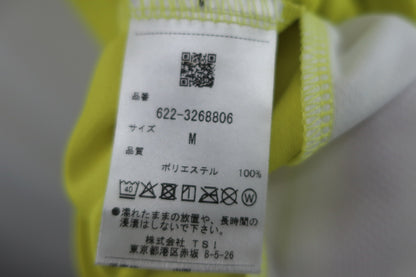 品番
622-3268806
サイズ
M
品質
ポリエステル 100%
40
●濡れたままの放置や、長時間の
浸漬はしないで下さい。
株式会社 TSI
東京都港区赤坂 8-5-26